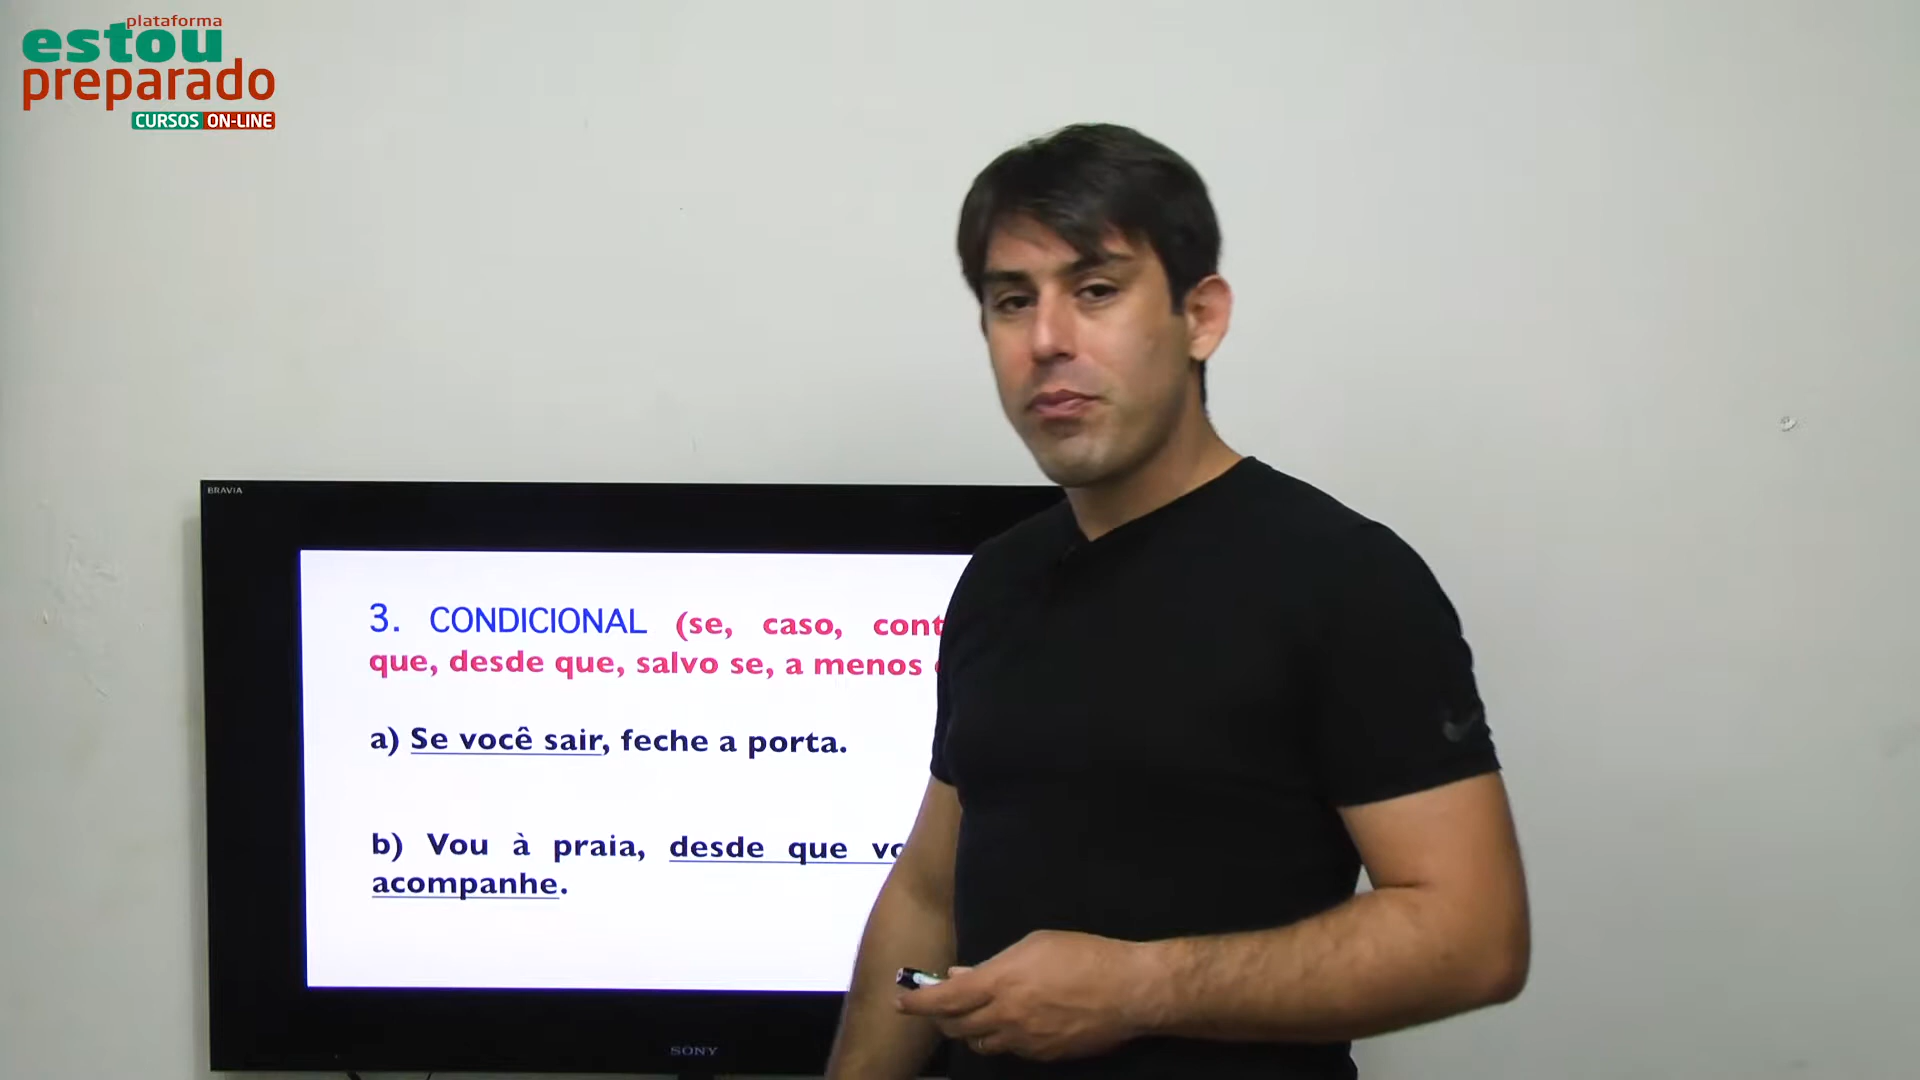 plataforma
estou
preparado
CURSOS ON-LINE
BRAVIA
3. CONDICIONAL (se, caso,
que, desde que, salvo se, a menos
a) Se você sair, feche a porta.
b) Vou à praia, desde que
acompanhe.
SONY